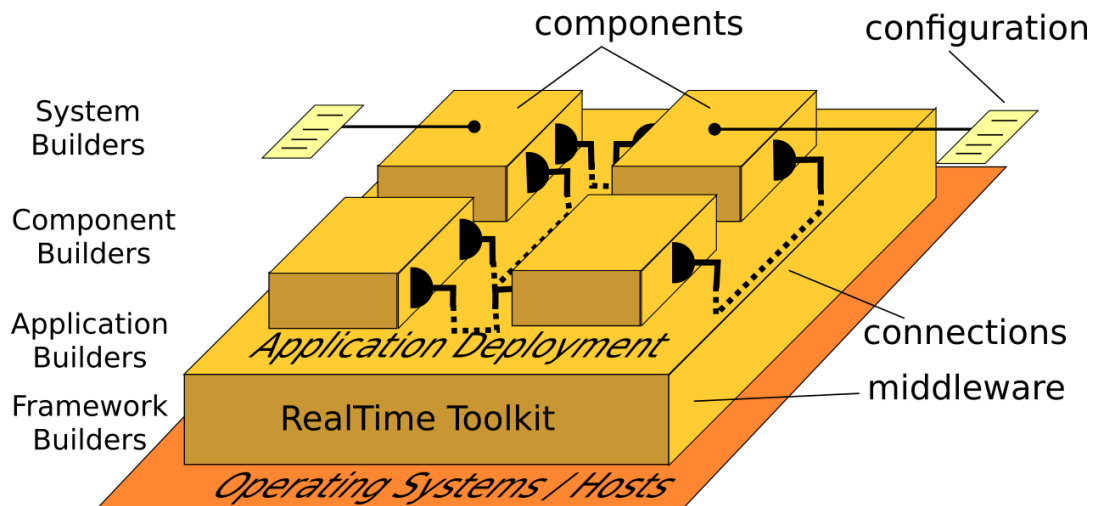 components
configuration
System
Builders
Component
Builders
Application
Builders
Framework
Builders
connections
middleware
Application Deployment
RealTime Toolkit
Operating Systems / Hosts